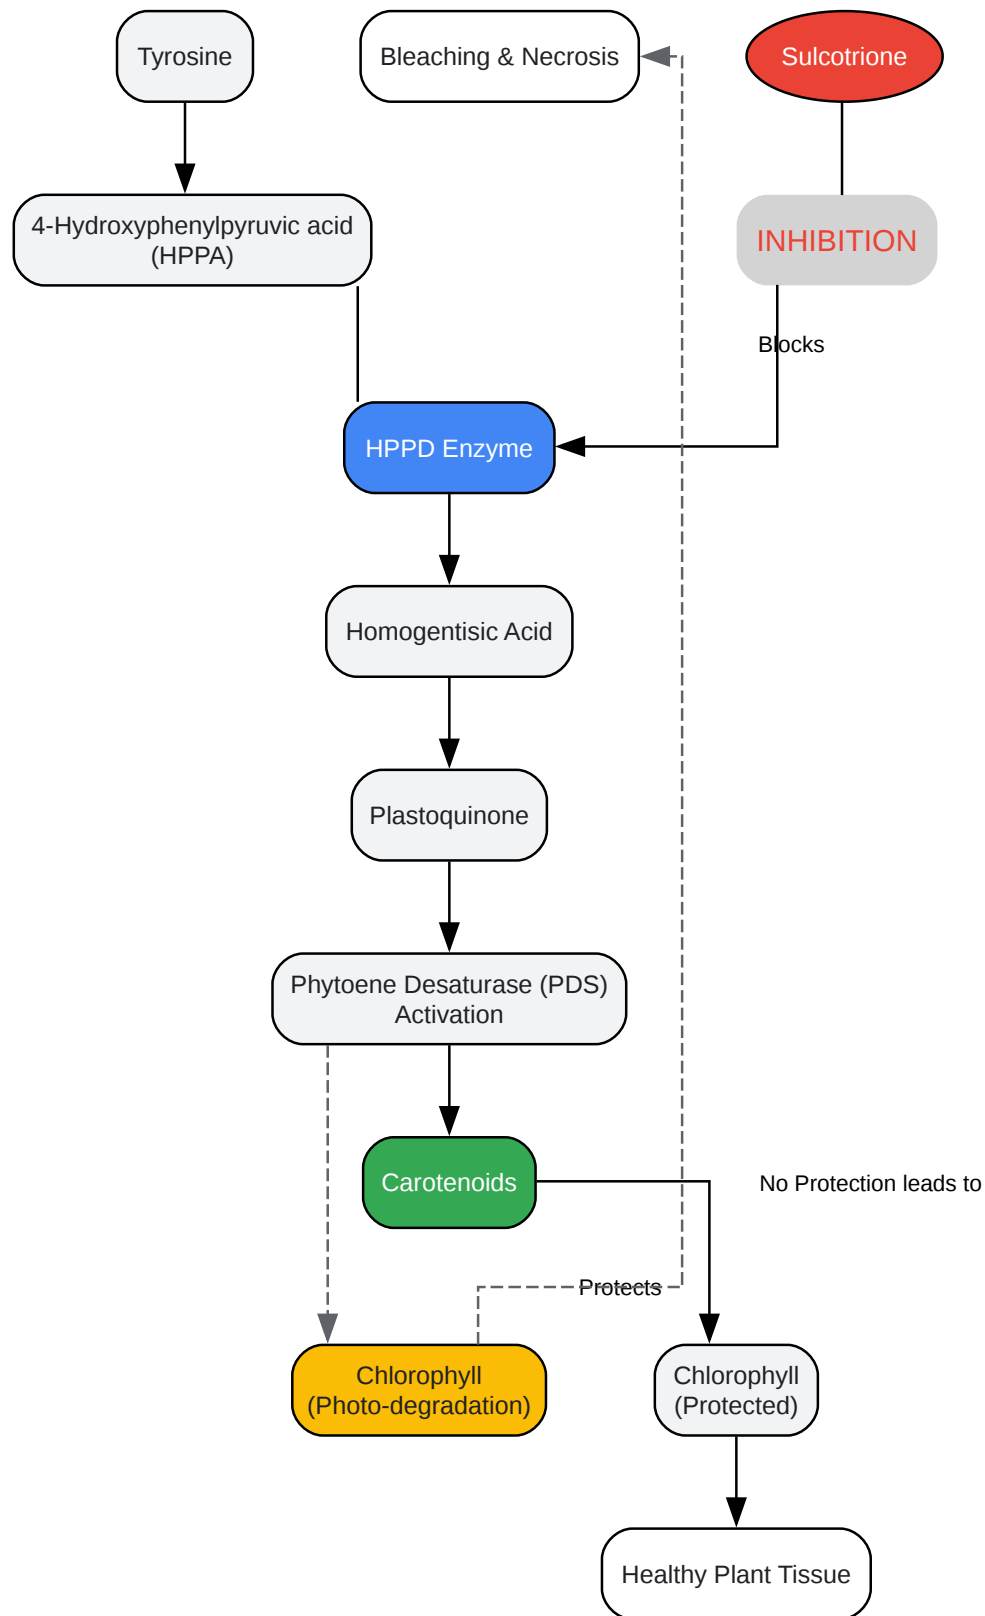 Tyrosine
Bleaching & Necrosis
Sulcotrione
4-Hydroxyphenylpyruvic acid
(HPPA)
INHIBITION
Blocks
HPPD Enzyme
Homogentisic Acid
Plastoquinone
Phytoene Desaturase (PDS)
Activation
Carotenoids
No Protection leads to
Protects
Chlorophyll
(Photo-degradation)
Chlorophyll
(Protected)
Healthy Plant Tissue